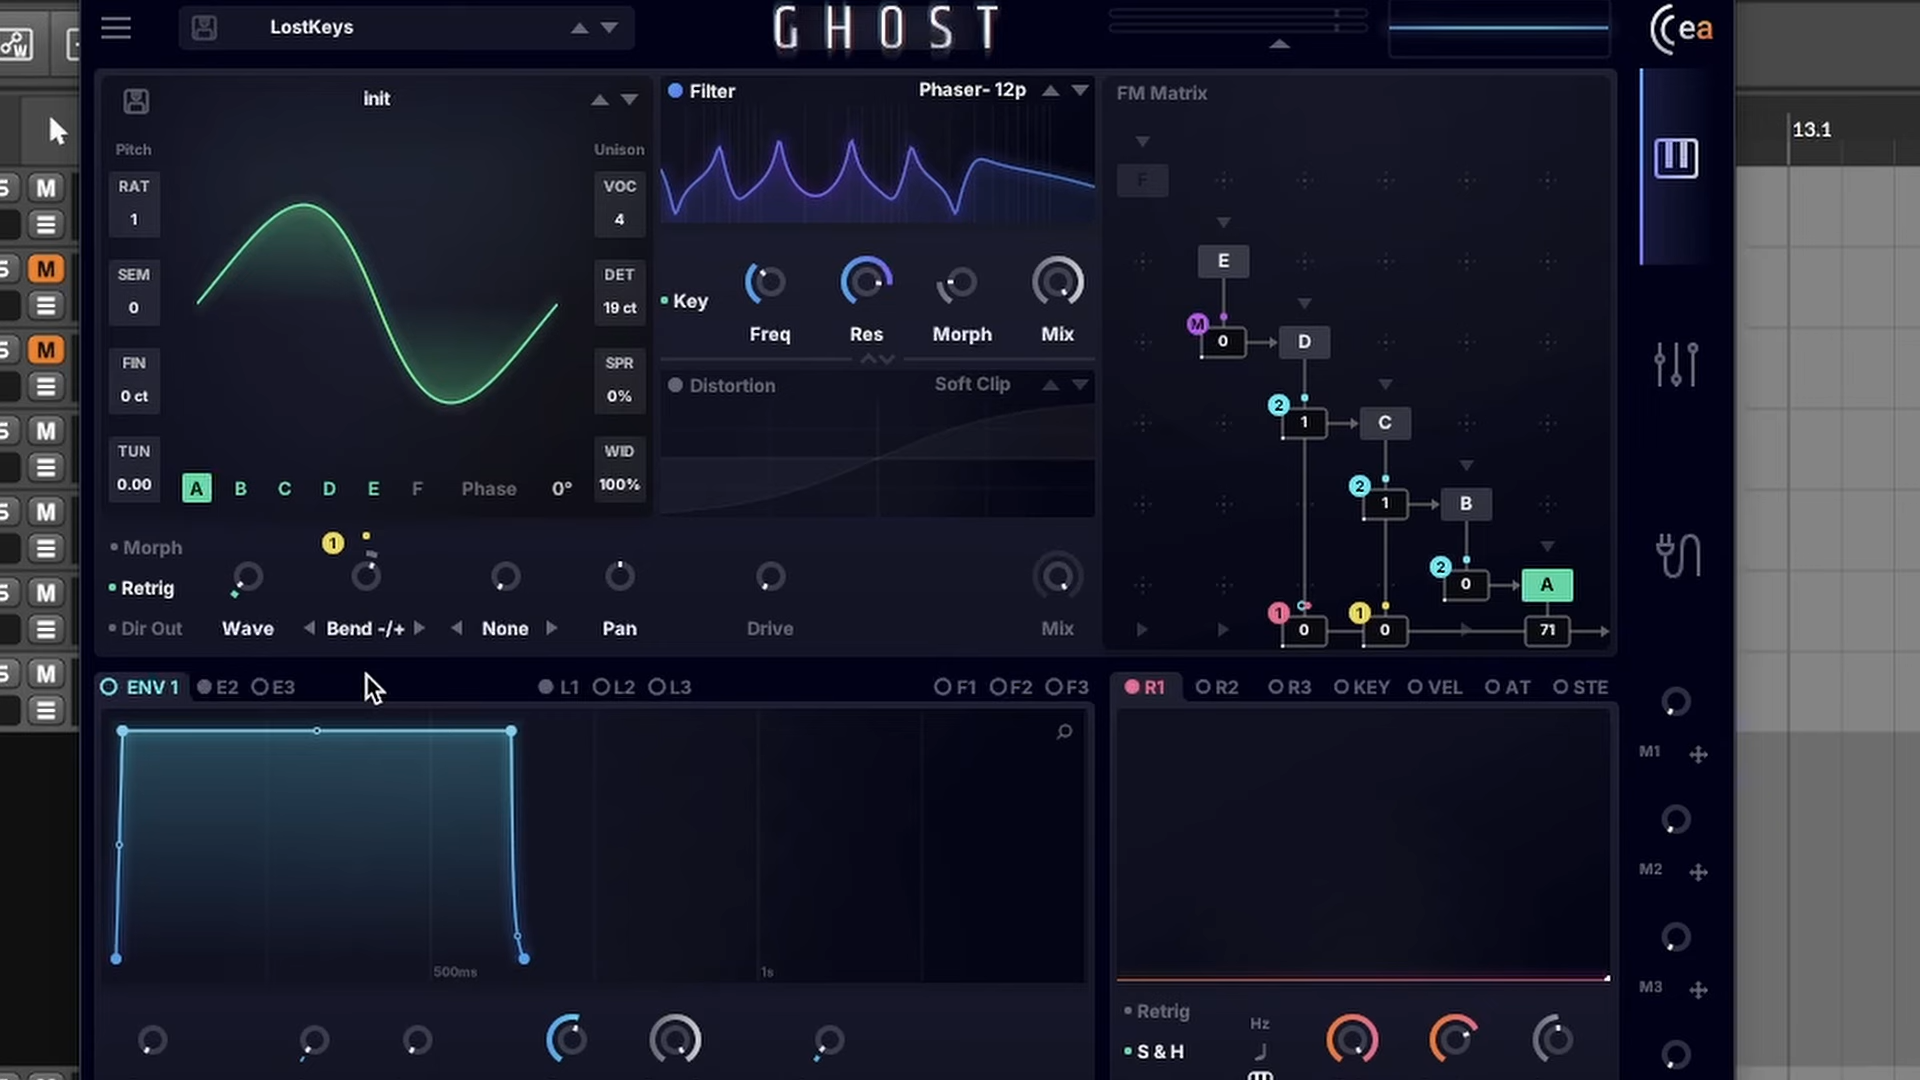 LostKeys
GHOST
ea
init
Pitch
Unison
RAT
1
VOC
4
SEM
0
DET
19 ct
FIN
0 ct
SPR
0%
TUN
0.00
WID
100%
A B C D E F Phase 0°
Morph
Retrig
Dir Out
1
Wave
Bend -/+
None
Pan
Filter
Phaser- 12p
Key
Freq
Res
Morph
Mix
Distortion
Soft Clip
Drive
Mix
FM Matrix
F
E
M
0
D
2
1
C
2
1
B
2
0
A
1
0
1
0
71
13.1
S M
S M
S M
S M
S M
S M
S M
W
ENV 1 E2 E3 L1 L2 L3 F1 F2 F3
500ms
1s
R1 R2 R3 KEY VEL AT STE
Retrig
S & H
Hz
M1
M2
M3